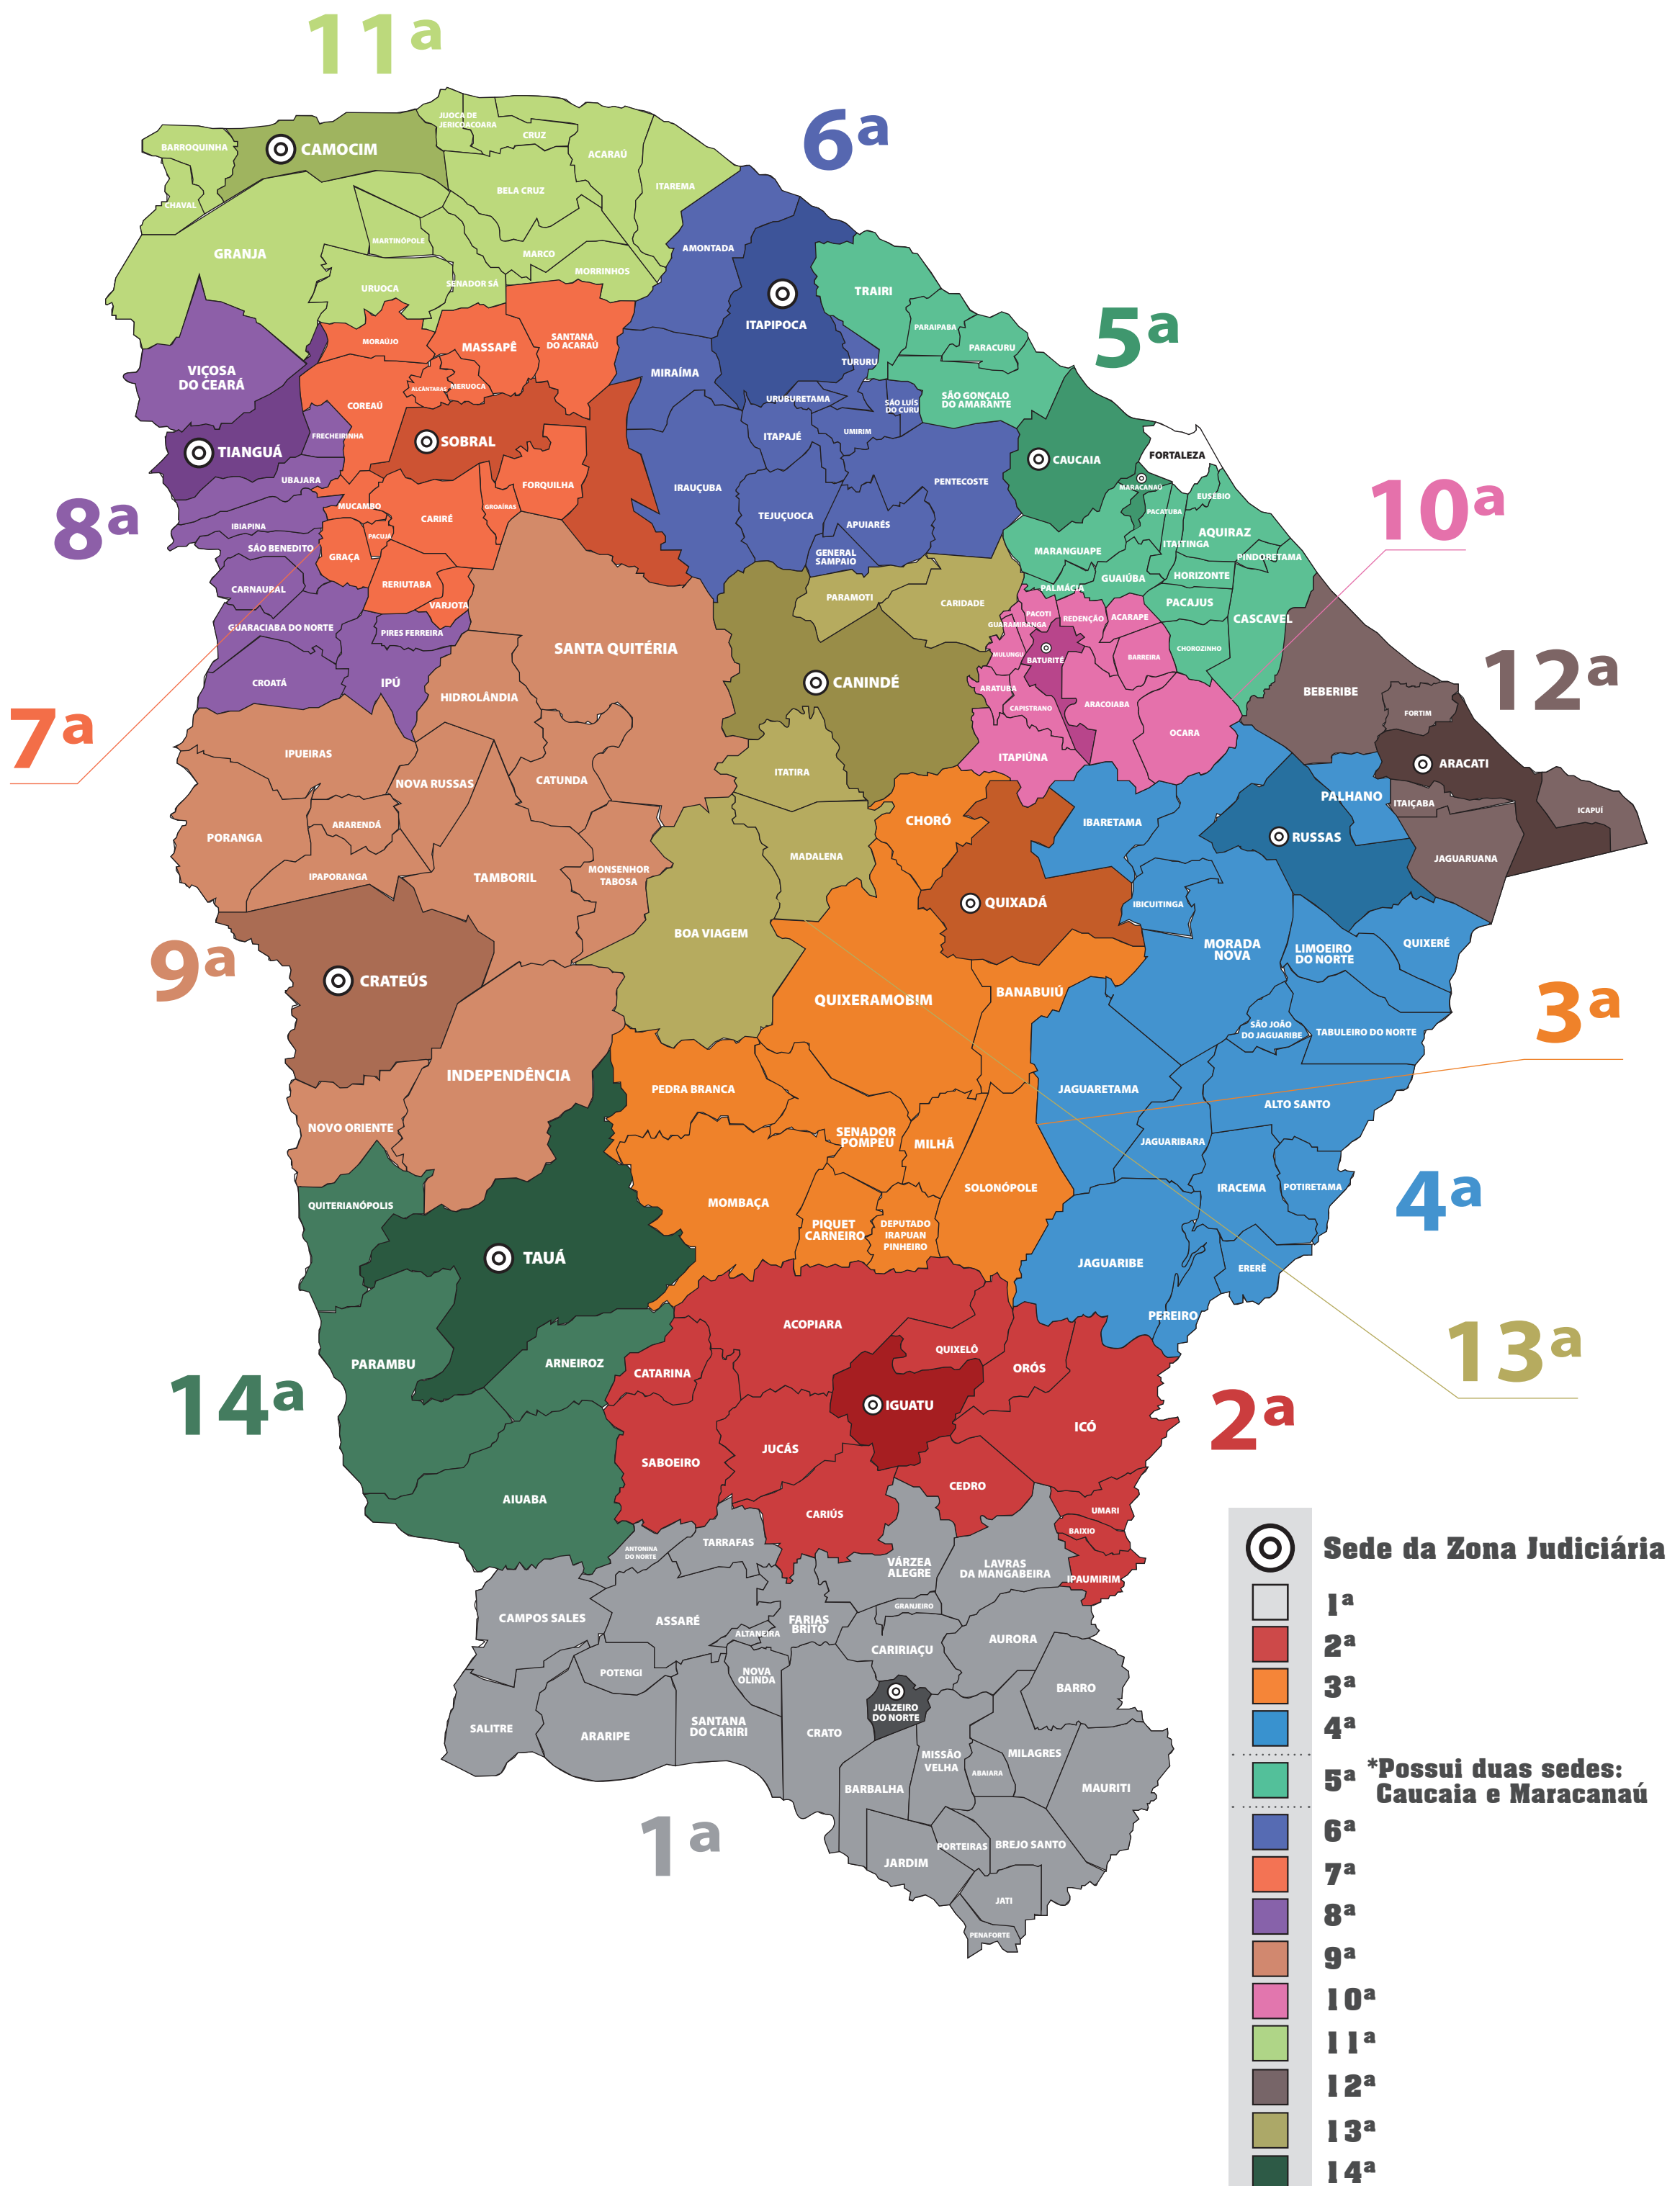 11ª
6ª
JIJOCA DE
JERICOACOARA
CRUZ
BARROQUINHA
CAMOCIM
ACARAÚ
ITAREMA
BELA CRUZ
CHAVAL
MARTINÓPOLE
GRANJA
MARCO
MORRINHOS
AMONTADA
SENADOR SÁ
URUOCA
TRAIRI
5ª
ITAPIPOCA
PARAIPABA
PARACURU
MORAÚJO
MASSAPÊ
SANTANA
DO ACARAÚ
VIÇOSA
DO CEARÁ
TURURU
MIRAÍMA
ALCÂNTARAS
MERUOCA
URUBURETAMA
SÃO LUÍS
DO CURU
SÃO GONÇALO
DO AMARANTE
COREAÚ
FRECHEIRINHA
SOBRAL
ITAPAJÉ
UMIRIM
TIANGUÁ
CAUCAIA
FORTALEZA
UBAJARA
FORQUILHA
IRAUÇUBA
PENTECOSTE
MARACANAÚ
EUSEBIO
10ª
8ª
MUCAMBO
CARIRÉ
GROAÍRAS
TEJUÇUOCA
APUIARÉS
PACATUBA
IBIAPINA
PACUJÁ
AQUIRAZ
SÃO BENEDITO
GRAÇA
GENERAL
SAMPAIO
MARANGUAPE
ITAITINGA
PINDORETAMA
CARNAUBAL
RERIUTABA
VARJOTA
PARAMOTI
CARIDADE
PALMÁCIA
GUAIÚBA
HORIZONTE
PACAJUS
CASCAVEL
GUARACIABA DO NORTE
PIRES FERREIRA
PACOTI
GUARAMIRANGA
REDENÇÃO
ACARAPE
CHOROZINHO
SANTA QUITÉRIA
MULUNGU
BATURITÉ
BARREIRA
12ª
CROATÁ
IPÚ
HIDROLÂNDIA
CANINDÉ
ARATUBA
CAPISTRANO
ARACOIABA
BEBERIBE
FORTIM
7ª
IPUEIRAS
OCARA
ITAPIÚNA
ARACATI
NOVA RUSSAS
CATUNDA
ITATIRA
PALHANO
ITAIÇABA
ICAPUÍ
PORANGA
ARARENDÁ
CHORÓ
IBARETAMA
RUSSAS
MADALENA
JAGUARUANA
IPAPORANGA
TAMBORIL
MONSENHOR
TABOSA
QUIXADÁ
IBICUITINGA
BOA VIAGEM
MORADA
NOVA
LIMOEIRO
DO NORTE
QUIXERÉ
9ª
CRATEÚS
QUIXERAMOBIM
BANABUIÚ
3ª
SÃO JOÃO
DO JAGUARIBE
TABULEIRO DO NORTE
INDEPENDÊNCIA
PEDRA BRANCA
JAGUARETAMA
ALTO SANTO
NOVO ORIENTE
SENADOR
POMPEU
MILHÃ
JAGUARIBARA
QUITERIANÓPOLIS
MOMBAÇA
SOLONÓPOLE
IRACEMA
POTIRETAMA
4ª
PIQUET
CARNEIRO
DEPUTADO
IRAPUAN
PINHEIRO
TAUÁ
JAGUARIBE
ERERÊ
PEREIRO
ACOPIARA
13ª
14ª
PARAMBU
ARNEIROZ
CATARINA
QUIXELÔ
ORÓS
IGUATU
2ª
JUCÁS
ICÓ
SABOEIRO
AIUABA
CARIÚS
CEDRO
UMARI
BAIXIO
IPAUMIRIM
ANTONINA
DO NORTE
TARRAFAS
VÁRZEA
ALEGRE
LAVRAS
DA MANGABEIRA
CAMPOS SALES
ASSARÉ
ALTANEIRA
FARIAS
BRITO
GRANJEIRO
CARIRIAÇU
AURORA
POTENGI
NOVA
OLINDA
BARRO
SALITRE
ARARIPE
SANTANA
DO CARIRI
CRATO
JUAZEIRO
DO NORTE
MISSÃO
VELHA
MILAGRES
ABAIARA
BARBALHA
MAURITI
1ª
JARDIM
PORTEIRAS
BREJO SANTO
JATI
PENAFORTE
Sede da Zona Judiciária
1ª
2ª
3ª
4ª
5ª *Possui duas sedes:
Caucaia e Maracanaú
6ª
7ª
8ª
9ª
10ª
11ª
12ª
13ª
14ª